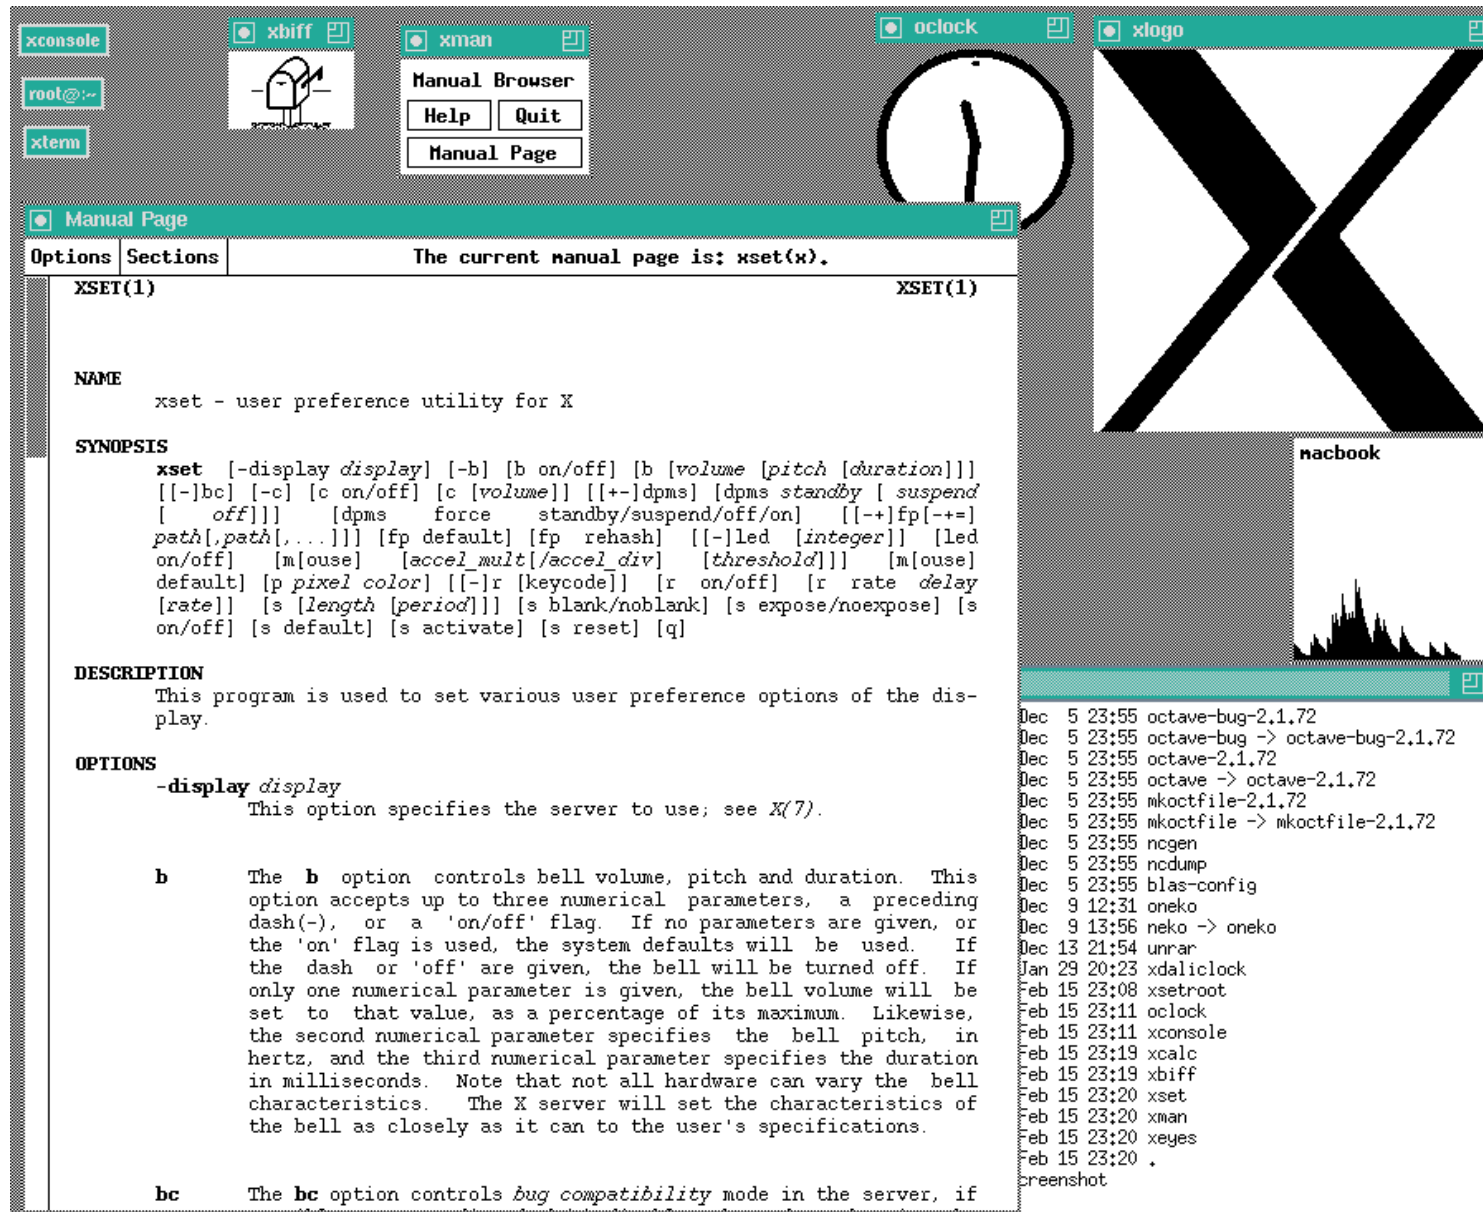 xconsole
root@:~
xterm
xbiff
xman
Manual Browser
Help Quit
Manual Page
oclock
xlogo
Manual Page
Options Sections The current manual page is: xset(x).
XSET(1) XSET(1)
NAME
xset - user preference utility for X
SYNOPSIS
xset [-display display] [-b] [b on/off] [b [volume [pitch [duration]]]
[[-]bc] [-c] [c on/off] [c [volume]] [[+-]dpms] [dpms standby [ suspend
[ off]]] [dpms force standby/suspend/off/on] [[-+]fp[-+=]
path[,path[,...]]] [fp default] [fp rehash] [[-]led [integer]] [led
on/off] [m[ouse] [accel_mult[/accel_div] [threshold]]] [m[ouse]
default] [p pixel color] [[-]r [keycode]] [r on/off] [r rate delay
[rate]] [s [length [period]]] [s blank/noblank] [s expose/noexpose] [s
on/off] [s default] [s activate] [s reset] [q]
DESCRIPTION
This program is used to set various user preference options of the dis-
play.
OPTIONS
-display display
This option specifies the server to use; see X(7).
b The b option controls bell volume, pitch and duration. This
option accepts up to three numerical parameters, a preceding
dash(-), or a 'on/off' flag. If no parameters are given, or
the 'on' flag is used, the system defaults will be used. If
the dash or 'off' are given, the bell will be turned off. If
only one numerical parameter is given, the bell volume will be
set to that value, as a percentage of its maximum. Likewise,
the second numerical parameter specifies the bell pitch, in
hertz, and the third numerical parameter specifies the duration
in milliseconds. Note that not all hardware can vary the bell
characteristics. The X server will set the characteristics of
the bell as closely as it can to the user's specifications.
bc The bc option controls bug compatibility mode in the server, if
macbook
Dec 5 23:55 octave-bug-2.1.72
Dec 5 23:55 octave-bug -> octave-bug-2.1.72
Dec 5 23:55 octave-2.1.72
Dec 5 23:55 octave -> octave-2.1.72
Dec 5 23:55 mkoctfile-2.1.72
Dec 5 23:55 mkoctfile -> mkoctfile-2.1.72
Dec 5 23:55 ncgen
Dec 5 23:55 ncdump
Dec 5 23:55 blas-config
Dec 9 12:31 oneko
Dec 9 13:56 neko -> oneko
Dec 13 21:54 unrar
Jan 29 20:23 xdaliclock
Feb 15 23:08 xsetroot
Feb 15 23:11 oclock
Feb 15 23:11 xconsole
Feb 15 23:19 xcalc
Feb 15 23:19 xbiff
Feb 15 23:20 xset
Feb 15 23:20 xman
Feb 15 23:20 xeyes
Feb 15 23:20 .
creenshot